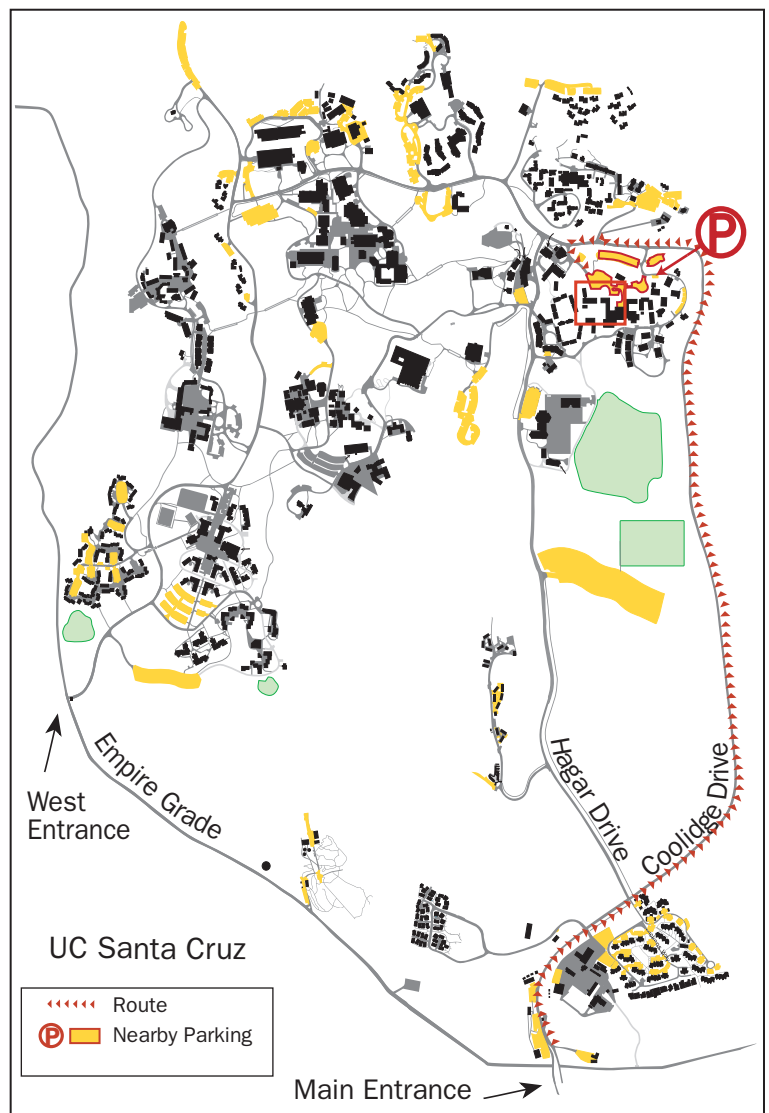 P
West
Entrance
Empire Grade
Hagar Drive
Coolidge Drive
UC Santa Cruz
Route
P Nearby Parking
Main Entrance